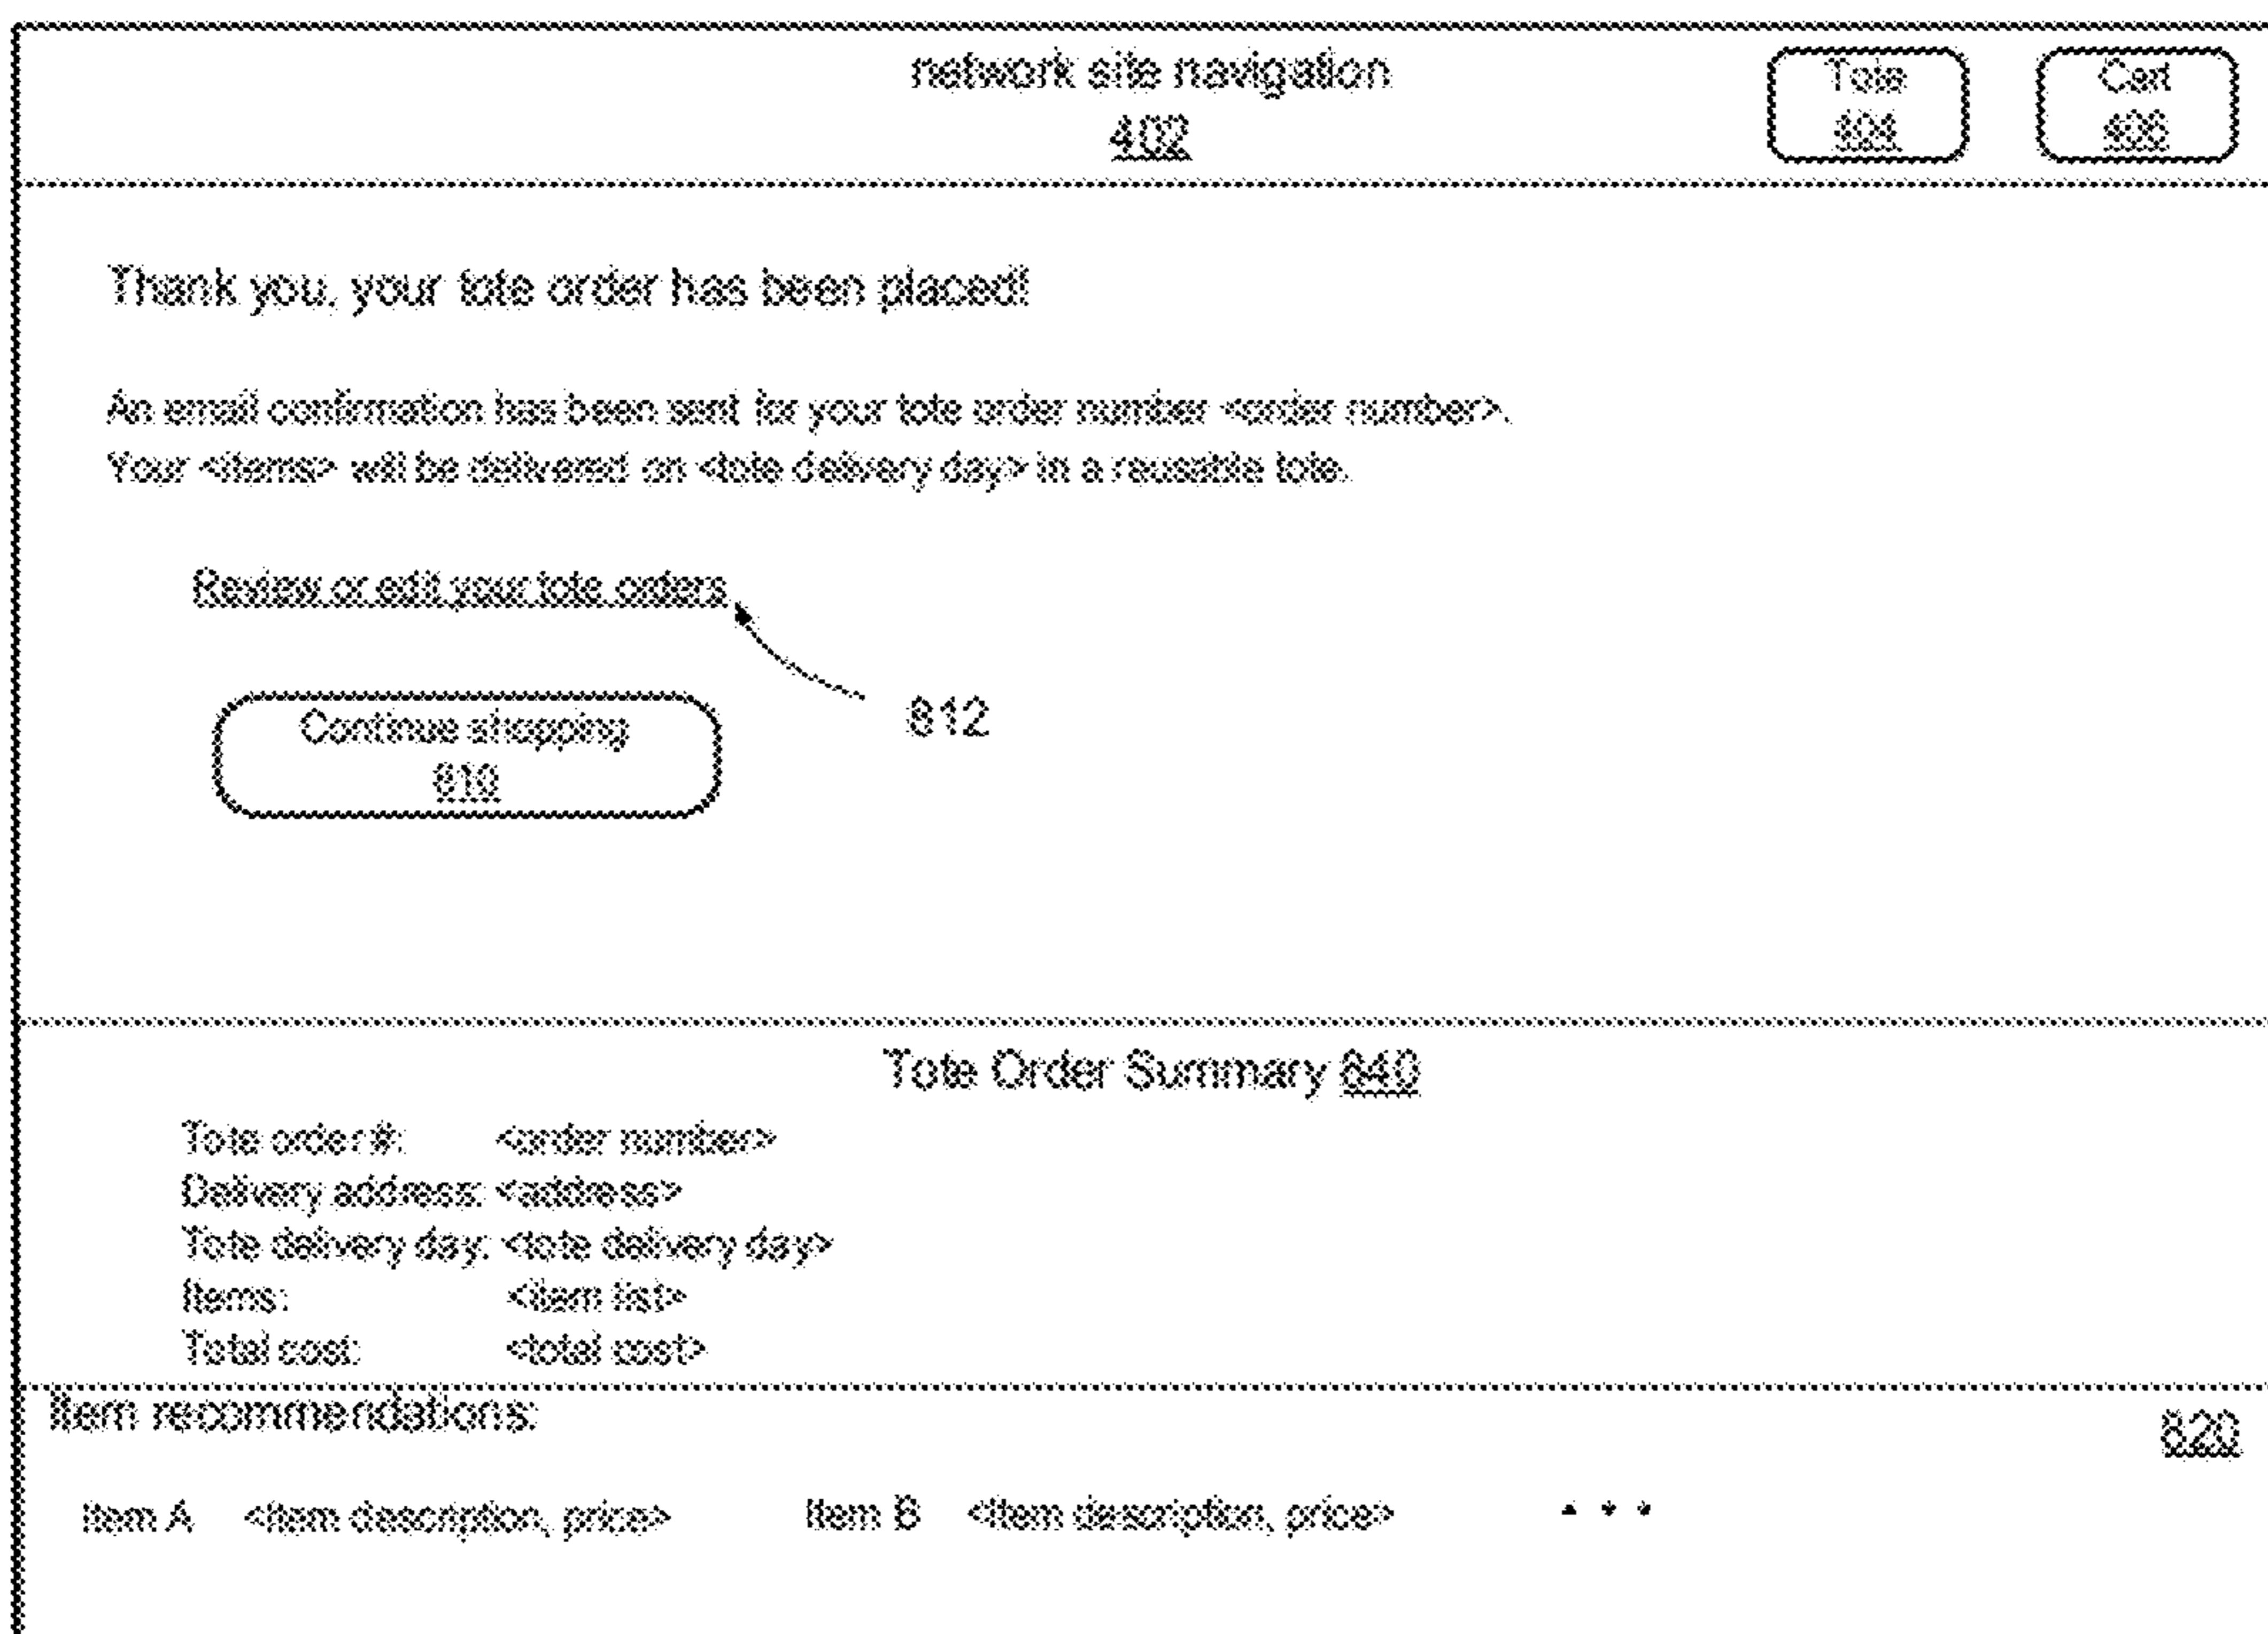 network site navigation
402
Tote
404
Cart
406
Thank you, your tote order has been placed!
An email confirmation has been sent for your tote order number <order number>.
Your <items> will be delivered on <tote delivery day> in a reusable tote.
Review or edit your tote orders
812
Continue shopping
810
Tote Order Summary 840
Tote order #: <order number>
Delivery address: <address>
Tote delivery day: <tote delivery day>
Items: <item list>
Total cost: <total cost>
Item recommendations:
820
Item A <item description, price> Item B <item description, price> • • •